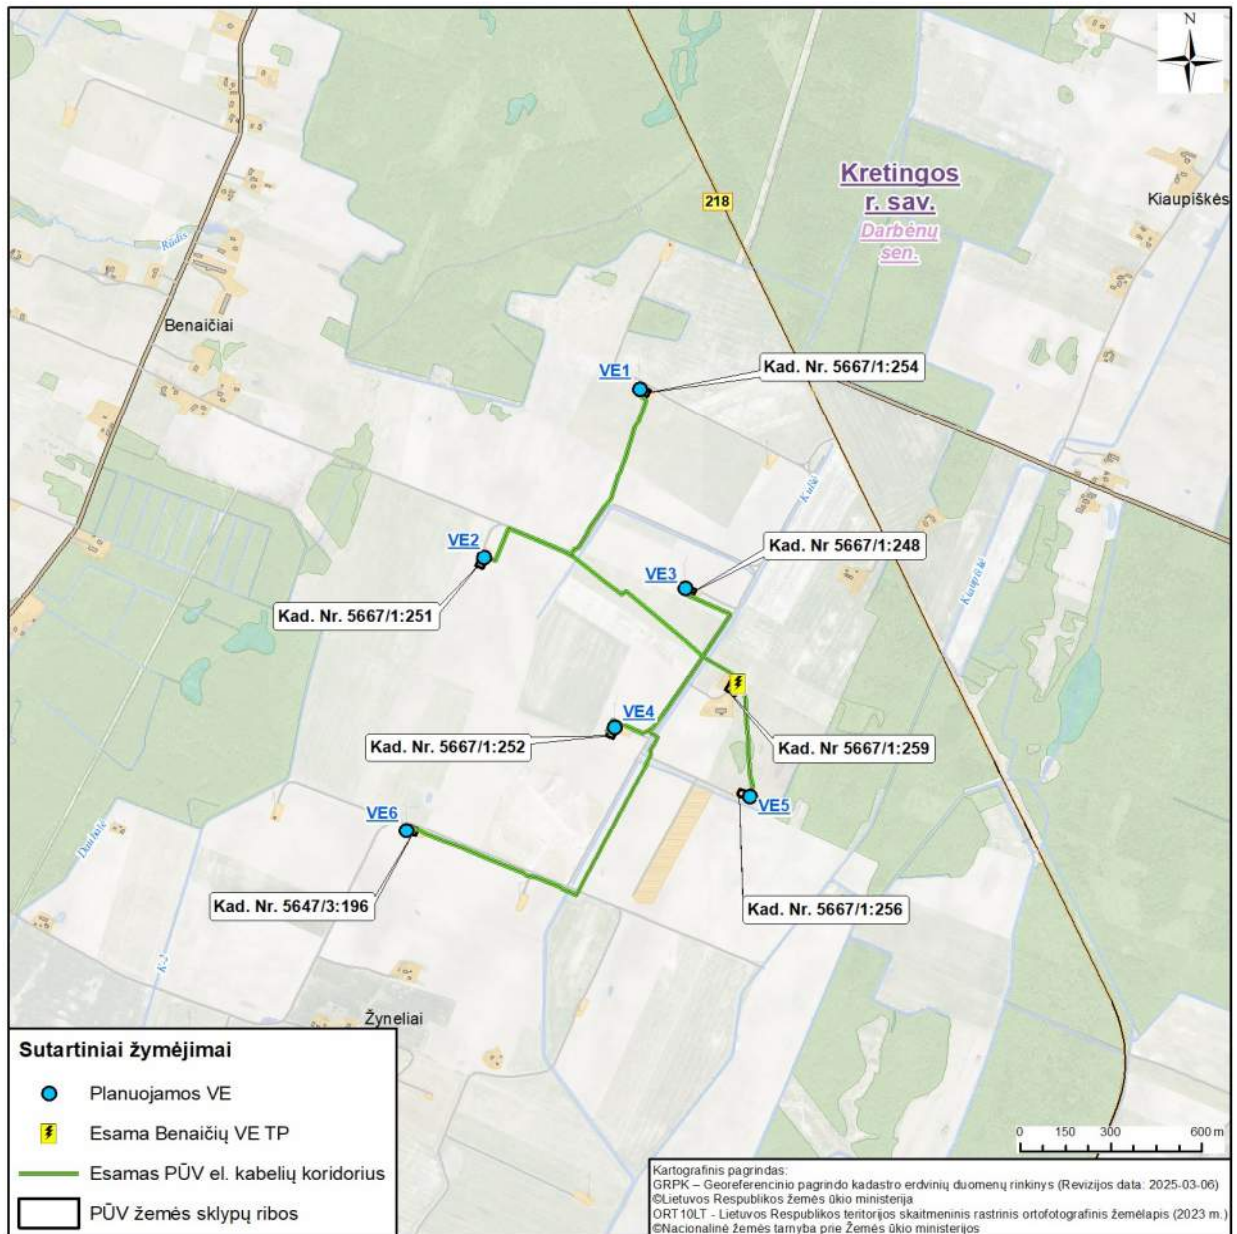 N
Kretingos
r. sav.
Darbėnų
sen.
218
Kiaupiškės
Rūdis
Benaičiai
VE1
Kad. Nr. 5667/1:254
Kulšė
VE2
Kad. Nr 5667/1:248
VE3
Kiaupiškė
Kad. Nr. 5667/1:251
VE4
Kad. Nr. 5667/1:252
Kad. Nr 5667/1:259
VE6
VE5
Kad. Nr. 5647/3:196
Kad. Nr. 5667/1:256
K-2
Žyneliai
Sutartiniai žymėjimai
Planuojamos VE
Esama Benaičių VE TP
Esamas PŪV el. kabelių koridorius
PŪV žemės sklypų ribos
0 150 300 600 m
Kartografinis pagrindas:
GRPK – Georeferencinio pagrindo kadastro erdvinių duomenų rinkinys (Revizijos data: 2025-03-06)
©Lietuvos Respublikos žemės ūkio ministerija
ORT10LT - Lietuvos Respublikos teritorijos skaitmeninis rastrinis ortofotografinis žemėlapis (2023 m.)
©Nacionalinė žemės tarnyba prie Žemės ūkio ministerijos